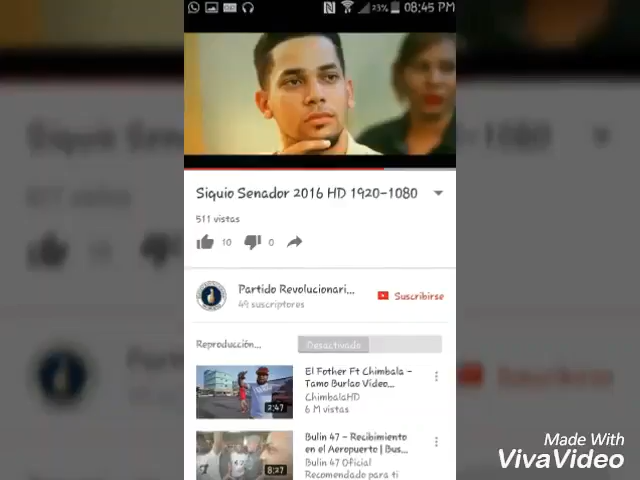 23% 08:45 PM
Siquio Senador 2016 HD 1920-1080
511 vistas
10 0
Partido Revolucionari...
Suscribirse
49 suscriptores
Reproducción...
Desactivado
El Fother Ft Chimbala -
Tamo Burlao Video...
ChimbalaHD
6 M vistas
2:47
Bulin 47 - Recibimiento
en el Aeropuerto | Bus...
Bulin 47 Oficial
Recomendado para ti
8:27
Made With
VivaVideo